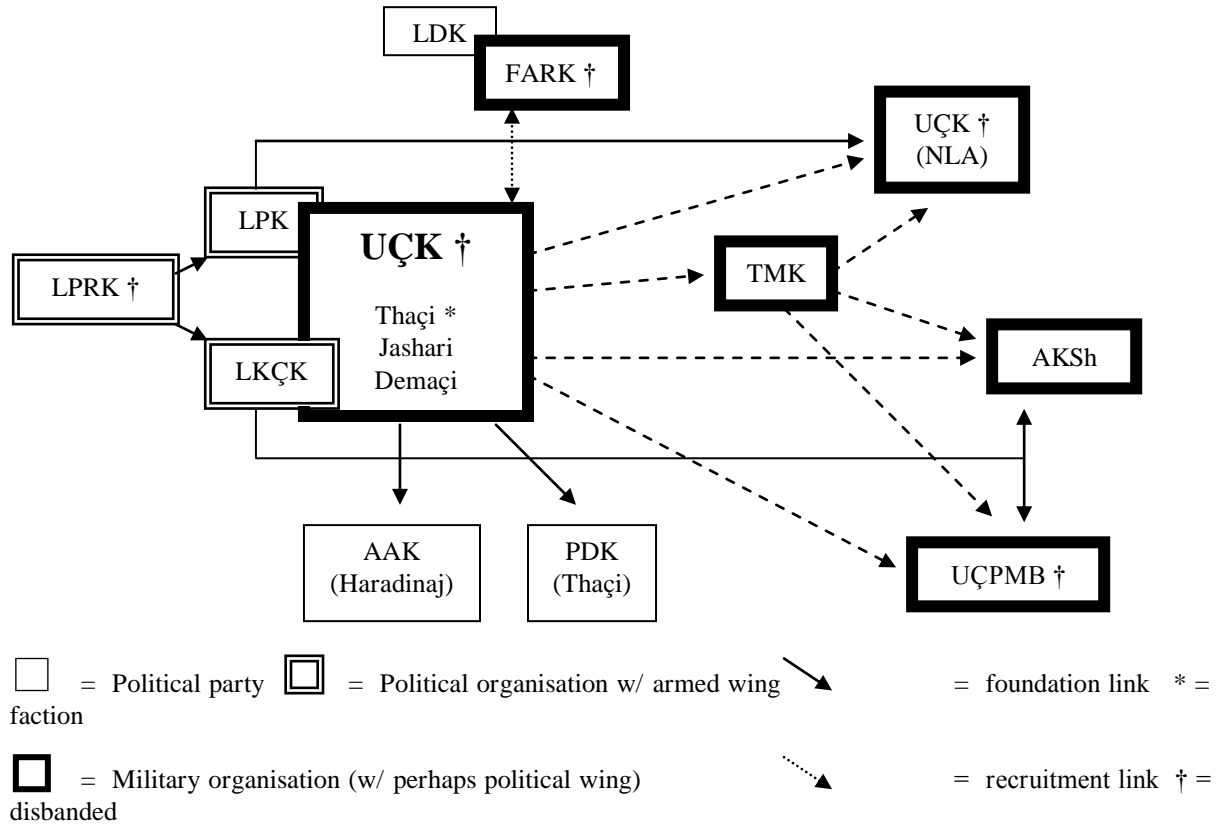 LDK
FARK †
UÇK †
(NLA)
LPK
UÇK †
LPRK †
TMK
Thaçi *
Jashari
Demaçi
LKÇK
AKSh
AAK
(Haradinaj)
PDK
(Thaçi)
UÇPMB †
= Political party = Political organisation w/ armed wing = foundation link * =
faction
= Military organisation (w/ perhaps political wing) = recruitment link † =
disbanded